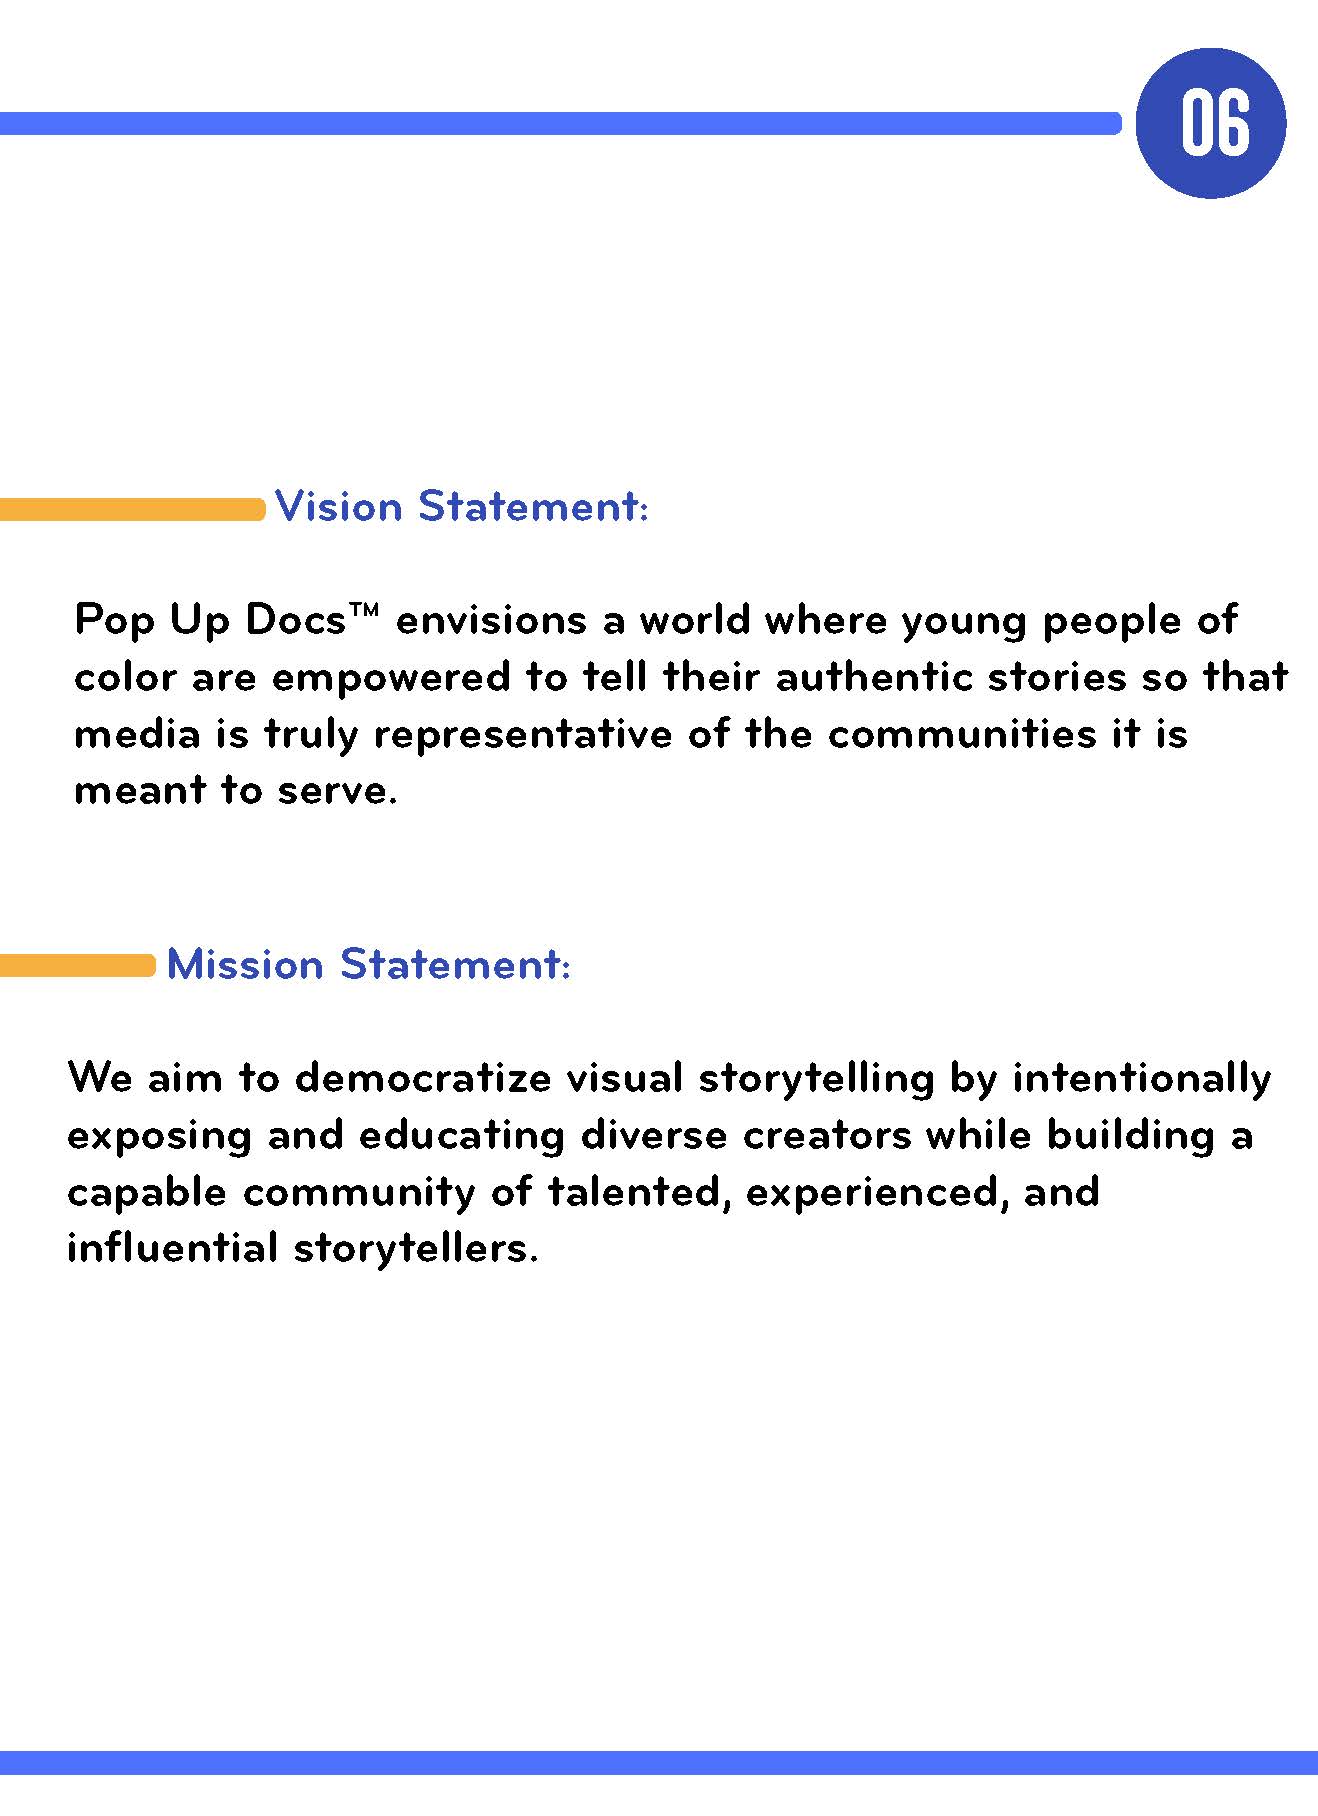 06
Vision Statement:
Pop Up Docs™ envisions a world where young people of
color are empowered to tell their authentic stories so that
media is truly representative of the communities it is
meant to serve.
Mission Statement:
We aim to democratize visual storytelling by intentionally
exposing and educating diverse creators while building a
capable community of talented, experienced, and
influential storytellers.